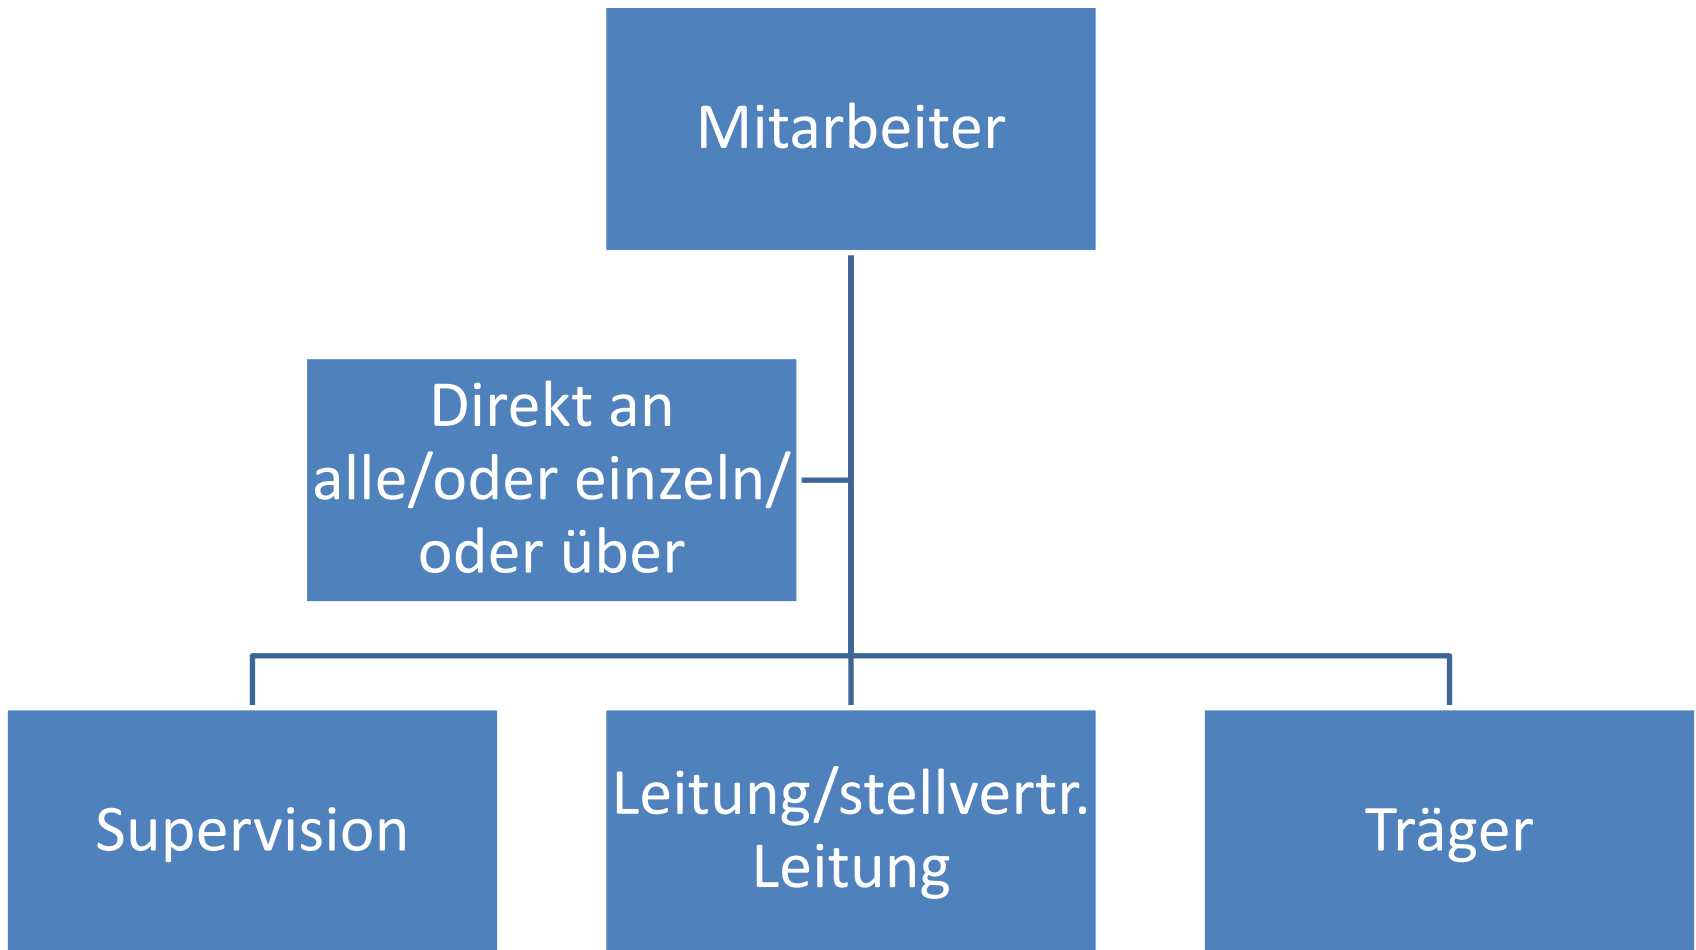 Mitarbeiter
Direkt an
alle/oder einzeln/
oder über
Supervision
Leitung/stellvertr.
Leitung
Träger